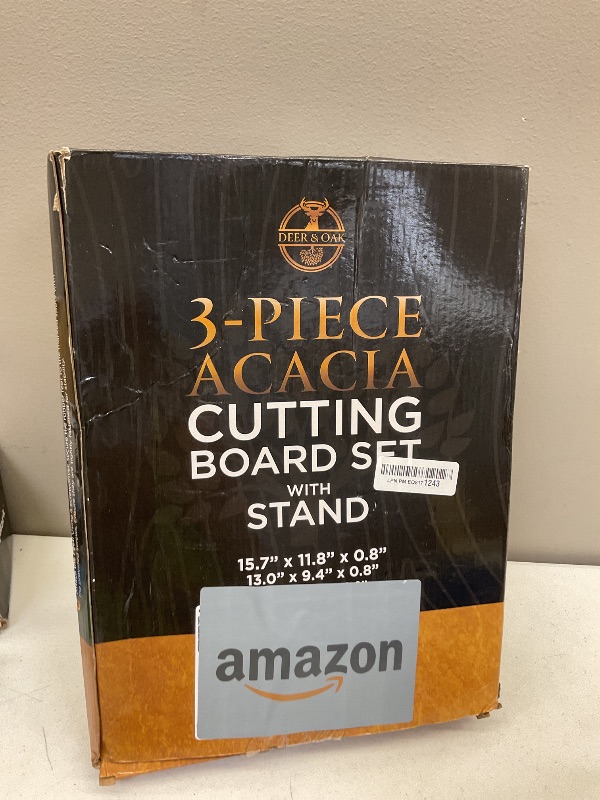 DEER & OAK
3-PIECE
ACACIA
CUTTING
BOARD SET
WITH
STAND
1243
15.7” x 11.8” x 0.8”
13.0” x 9.4” x 0.8”
amazon